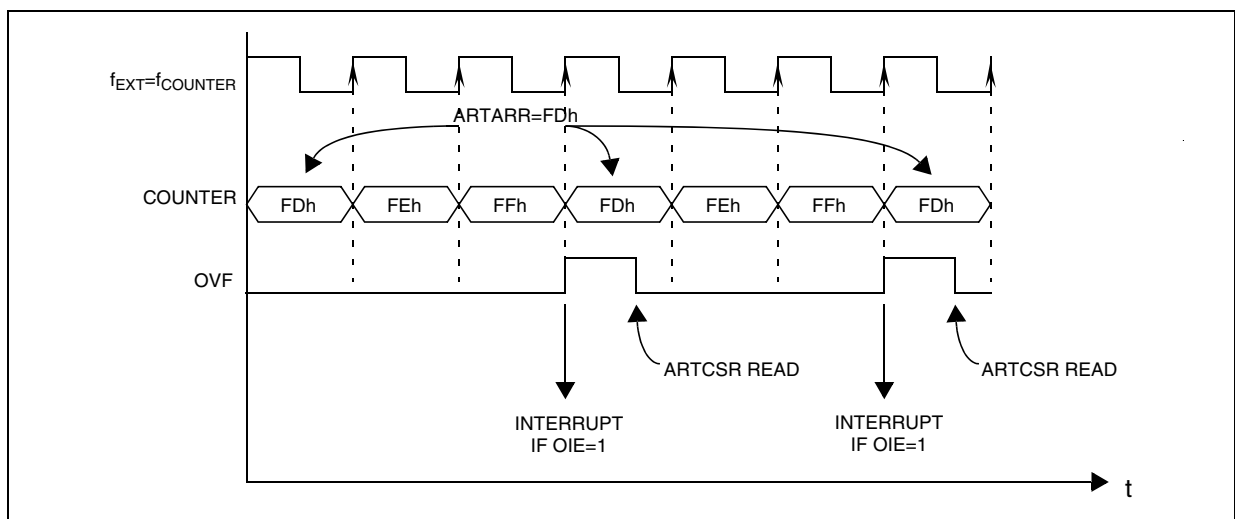 fEXT=fCOUNTER
ARTARR=FDh
COUNTER
FDh
FEh
FFh
FDh
FEh
FFh
FDh
OVF
ARTCSR READ
ARTCSR READ
INTERRUPT
IF OIE=1
INTERRUPT
IF OIE=1
t